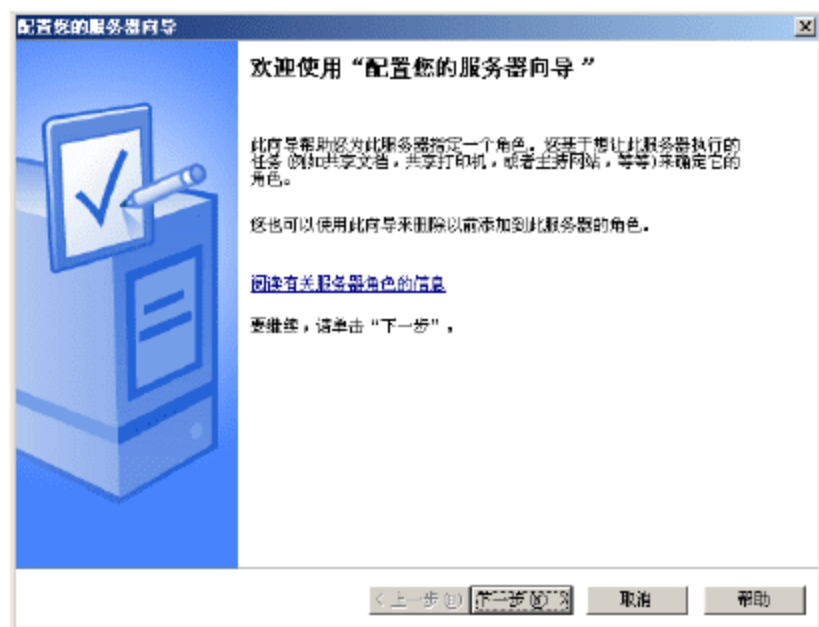 配置您的服务器向导
欢迎使用“配置您的服务器向导”
此向导帮助您为此服务器指定一个角色。您基于想让此服务器执行的
任务(例如共享文档，共享打印机，或者主持网站，等等)来确定它的
角色。
您也可以使用此向导来删除以前添加到此服务器的角色。
阅读有关服务器角色的信息
要继续，请单击“下一步”。
< 上一步(B) 下一步(N) > 取消 帮助